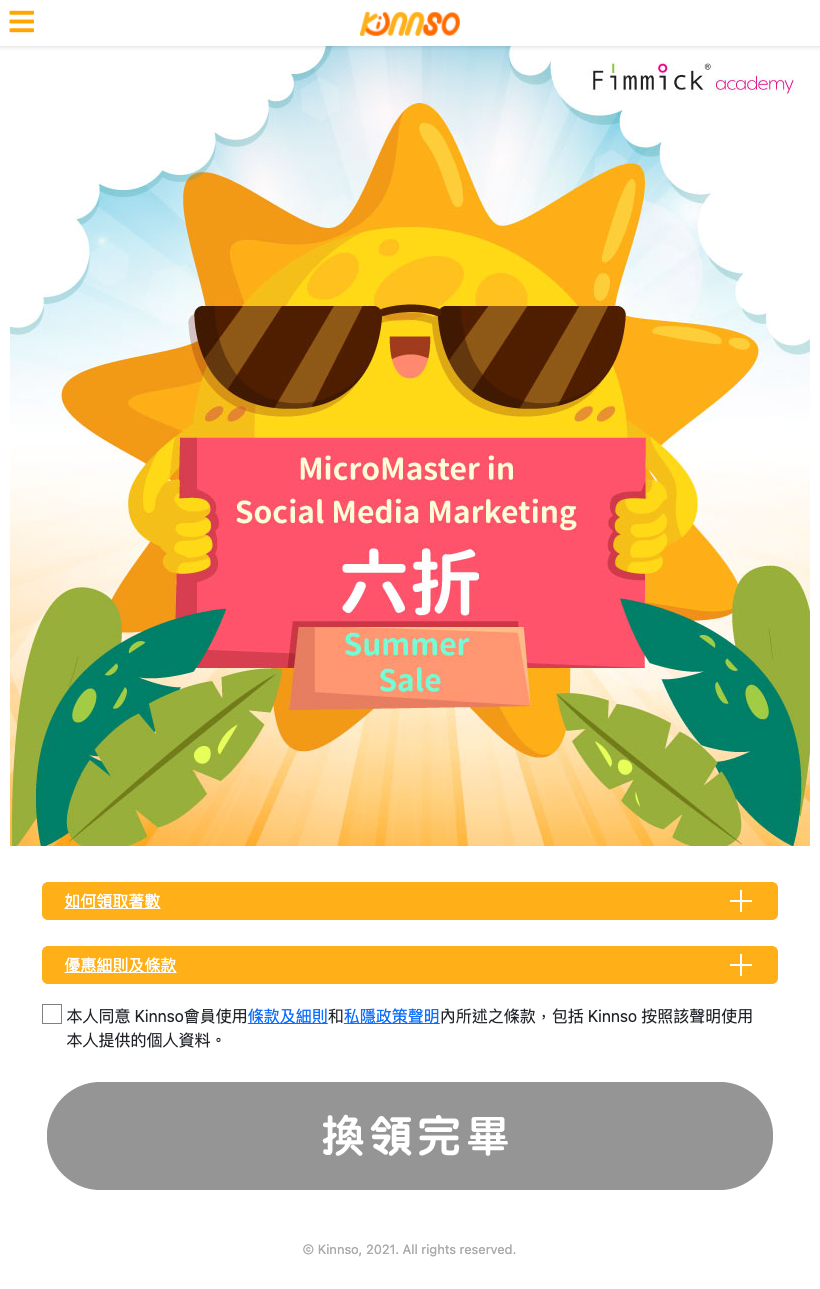 KiNNSO
Fimmick® academy
MicroMaster in
Social Media Marketing
六折
Summer
Sale
如何領取著數
優惠細則及條款
本人同意 Kinnso會員使用條款及細則和私隱政策聲明內所述之條款，包括 Kinnso 按照該聲明使用
本人提供的個人資料。
換領完畢
© Kinnso, 2021. All rights reserved.